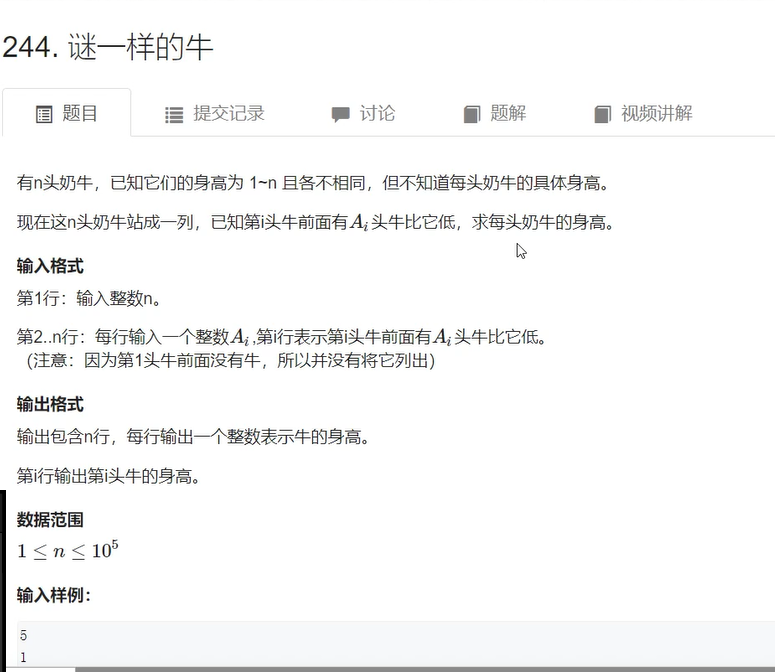 244. 谜一样的牛
题目 提交记录 讨论 题解 视频讲解
有n头奶牛，已知它们的身高为 1~n 且各不相同，但不知道每头奶牛的具体身高。
现在这n头奶牛站成一列，已知第i头牛前面有Aᵢ头牛比它低，求每头奶牛的身高。
输入格式
第1行：输入整数n。
第2..n行：每行输入一个整数Aᵢ,第i行表示第i头牛前面有Aᵢ头牛比它低。
（注意：因为第1头牛前面没有牛，所以并没有将它列出）
输出格式
输出包含n行，每行输出一个整数表示牛的身高。
第i行输出第i头牛的身高。
数据范围
1 ≤ n ≤ 10⁵
输入样例：
5
1